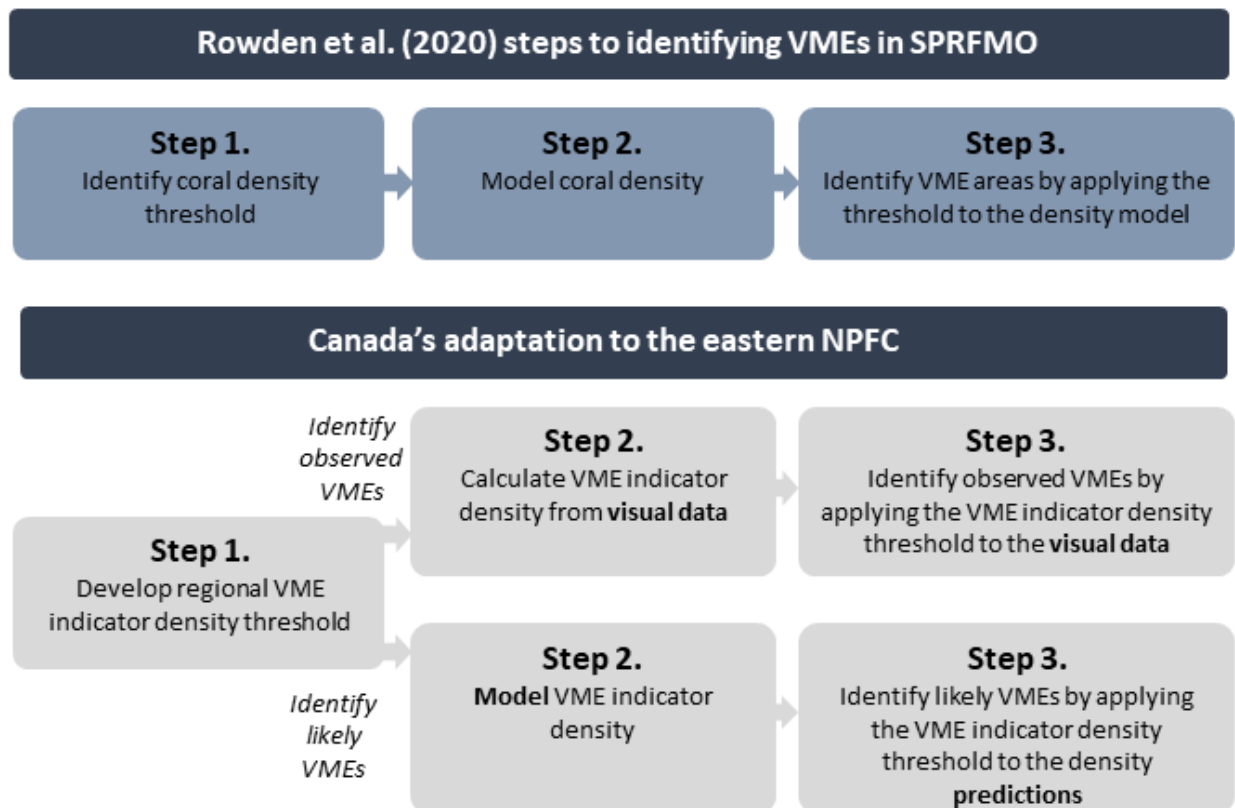 Rowden et al. (2020) steps to identifying VMEs in SPRFMO
Step 1.
Identify coral density
threshold
Step 2.
Model coral density
Step 3.
Identify VME areas by applying the
threshold to the density model
Canada's adaptation to the eastern NPFC
Step 1.
Develop regional VME
indicator density threshold
Identify
observed
VMEs
Step 2.
Calculate VME indicator
density from visual data
Step 3.
Identify observed VMEs by
applying the VME indicator density
threshold to the visual data
Identify
likely
VMEs
Step 2.
Model VME indicator
density
Step 3.
Identify likely VMEs by applying
the VME indicator density
threshold to the density
predictions